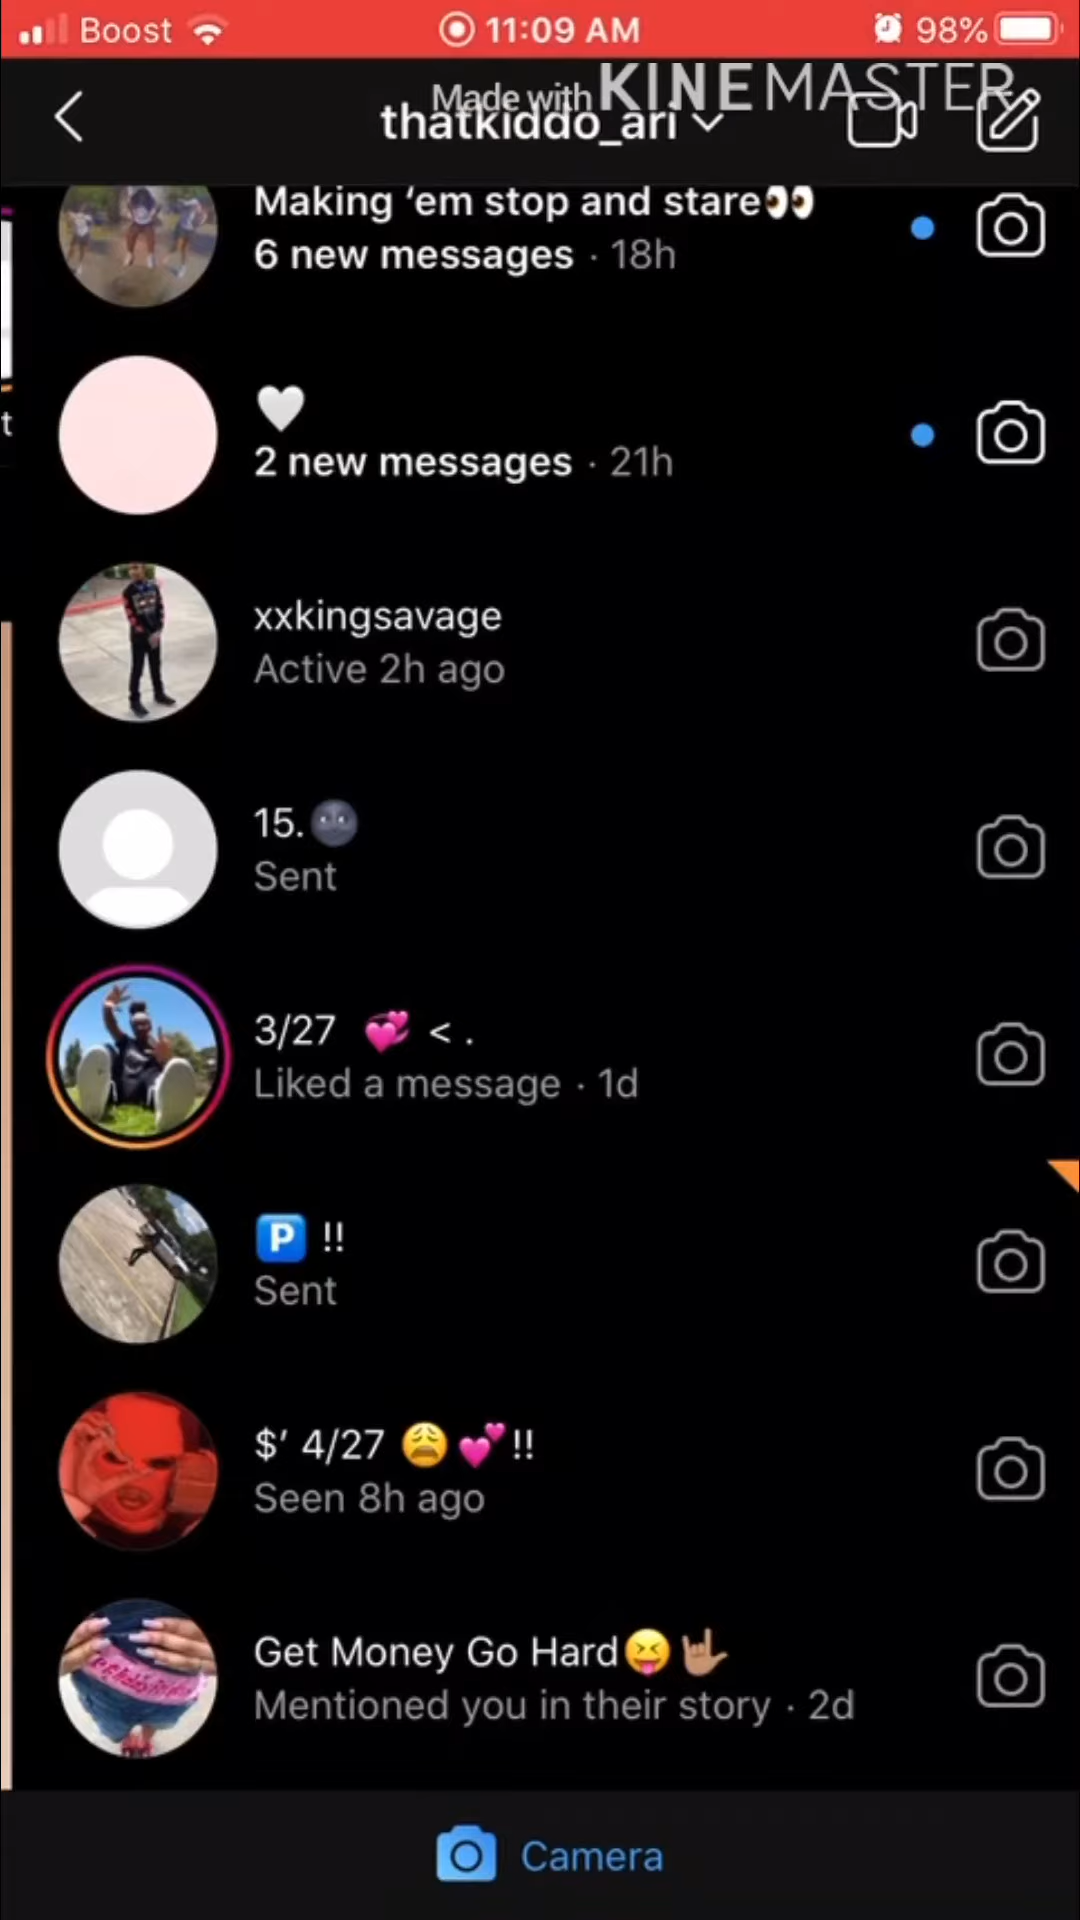 Boost 11:09 AM 98%
Made with KINEMASTER
thatkiddo_ari
Making ‘em stop and stare👀
6 new messages · 18h
🤍
2 new messages · 21h
t
xxkingsavage
Active 2h ago
15.🌚
Sent
3/27 💞 < .
Liked a message · 1d
🅿️ !!
Sent
$’ 4/27 😩💕!!
Seen 8h ago
Get Money Go Hard😝🤟🏽
Mentioned you in their story · 2d
Camera